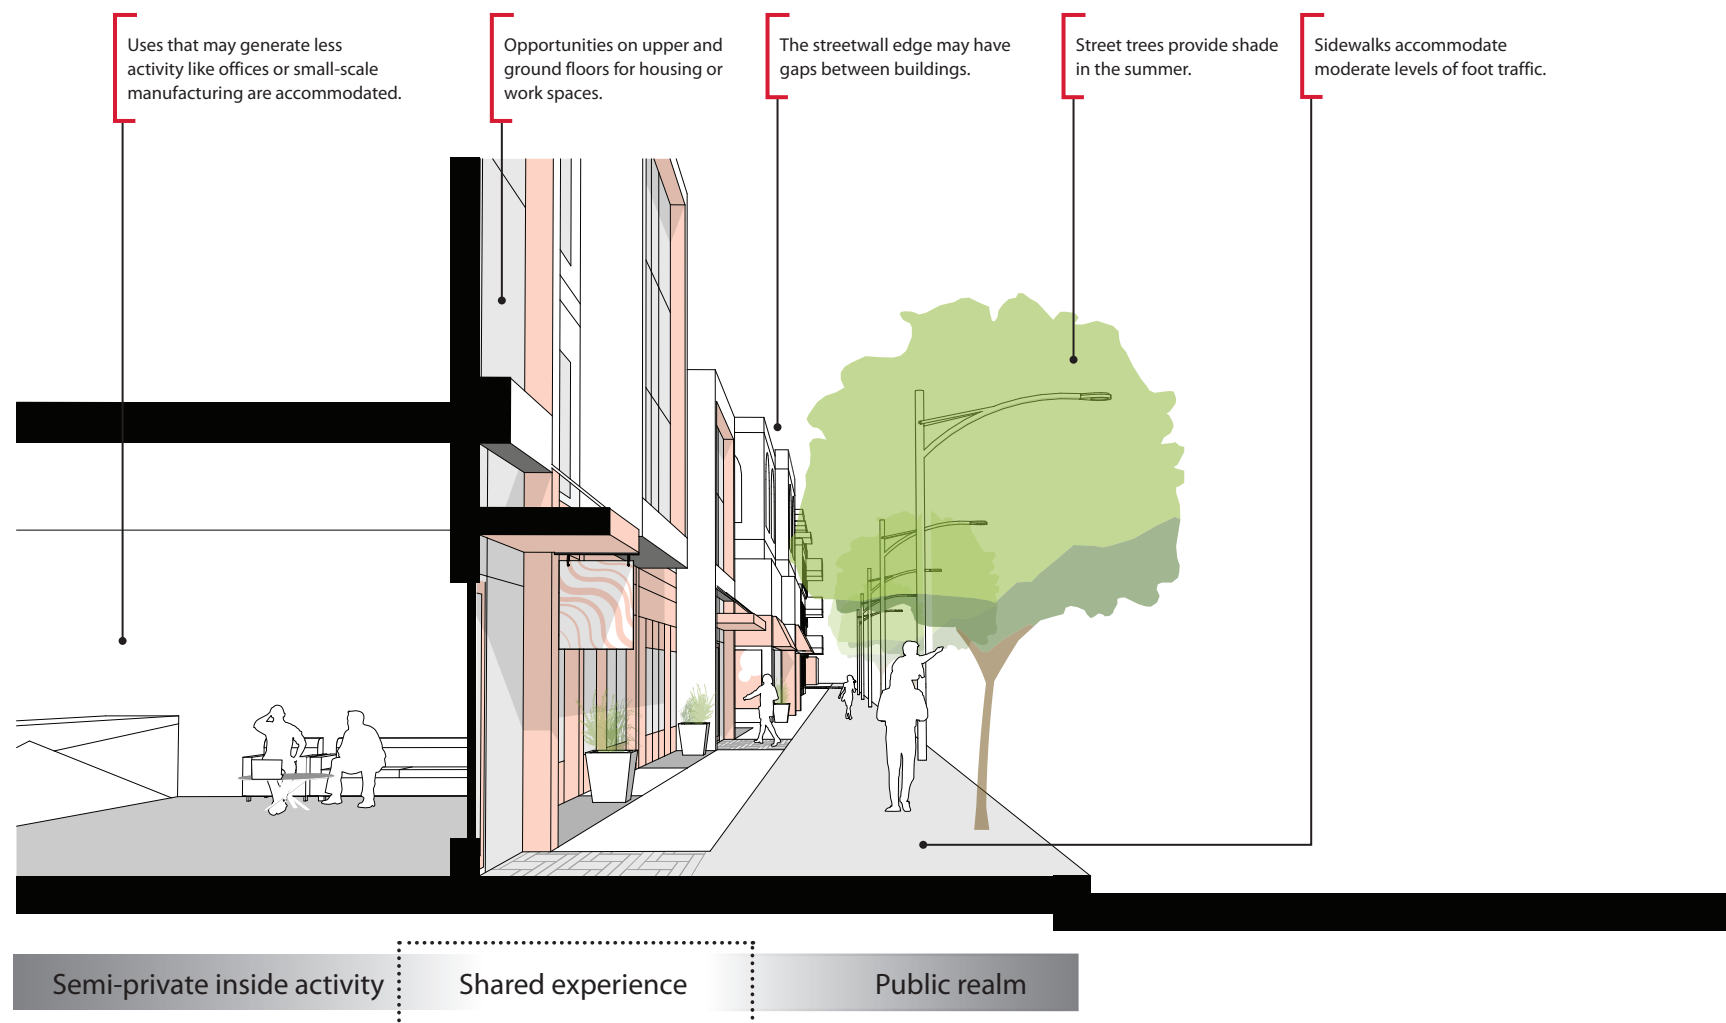 Uses that may generate less
activity like offices or small-scale
manufacturing are accommodated.
Opportunities on upper and
ground floors for housing or
work spaces.
The streetwall edge may have
gaps between buildings.
Street trees provide shade
in the summer.
Sidewalks accommodate
moderate levels of foot traffic.
Semi-private inside activity
Shared experience
Public realm